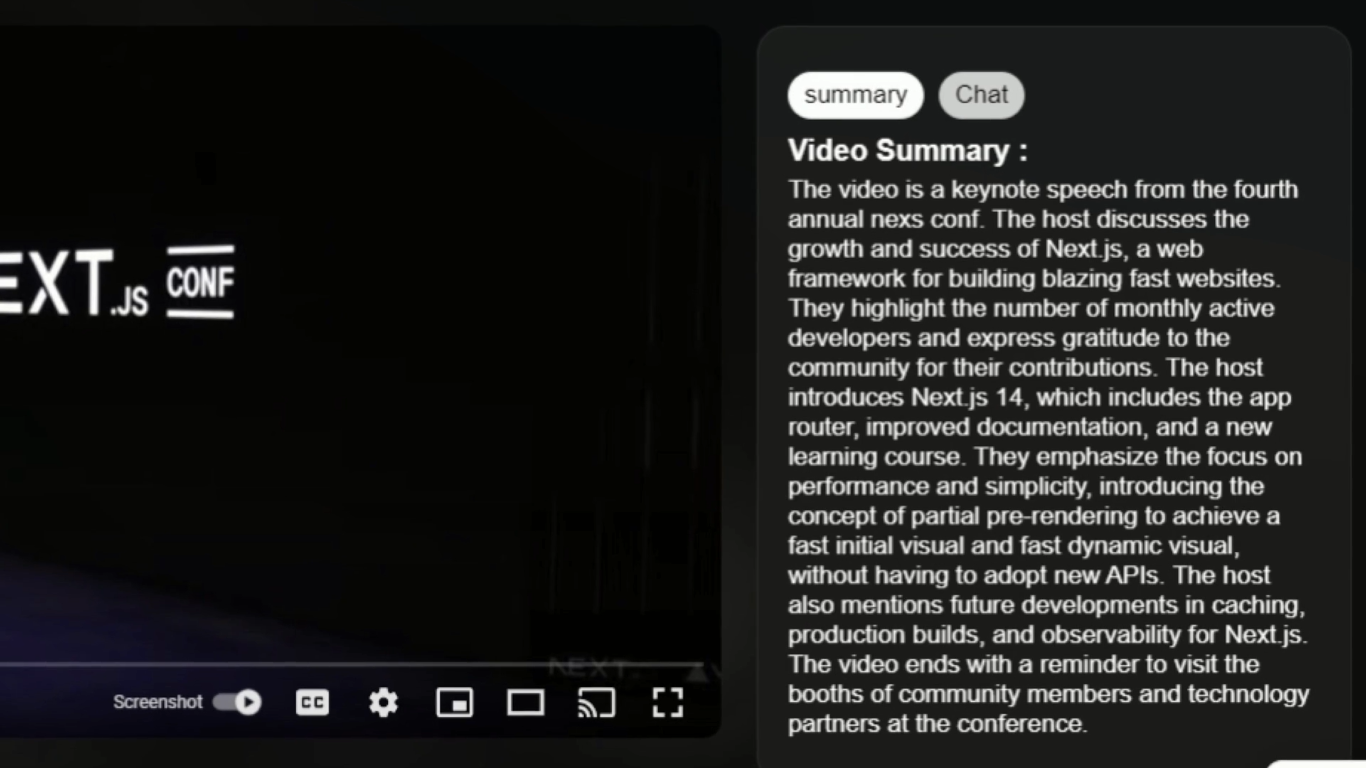 EXT.JS CONF
Screenshot
CC
summary
Chat
Video Summary :
The video is a keynote speech from the fourth
annual nexs conf. The host discusses the
growth and success of Next.js, a web
framework for building blazing fast websites.
They highlight the number of monthly active
developers and express gratitude to the
community for their contributions. The host
introduces Next.js 14, which includes the app
router, improved documentation, and a new
learning course. They emphasize the focus on
performance and simplicity, introducing the
concept of partial pre-rendering to achieve a
fast initial visual and fast dynamic visual,
without having to adopt new APIs. The host
also mentions future developments in caching,
production builds, and observability for Next.js.
The video ends with a reminder to visit the
booths of community members and technology
partners at the conference.